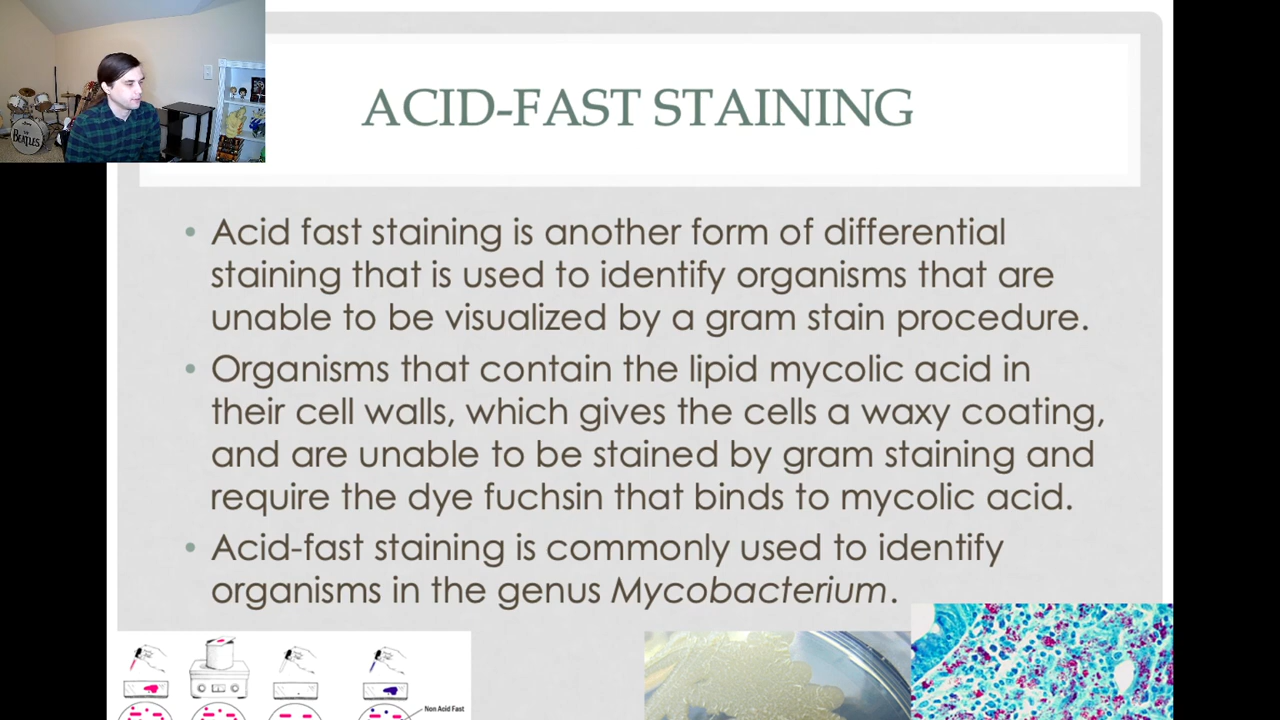 ACID-FAST STAINING
• Acid fast staining is another form of differential
staining that is used to identify organisms that are
unable to be visualized by a gram stain procedure.
• Organisms that contain the lipid mycolic acid in
their cell walls, which gives the cells a waxy coating,
and are unable to be stained by gram staining and
require the dye fuchsin that binds to mycolic acid.
• Acid-fast staining is commonly used to identify
organisms in the genus Mycobacterium.
THE
BEATLES
Non Acid Fast